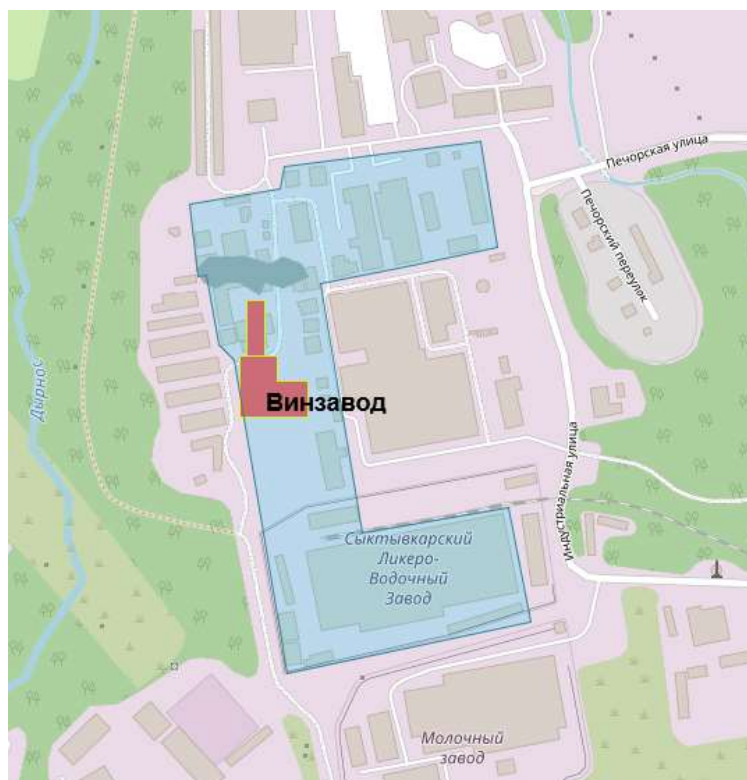 Печорская улица
Печорский переулок
Дырнос
Винзавод
Индустриальная улица
Сыктывкарский
Ликеро-
Водочный
Завод
Молочный
завод